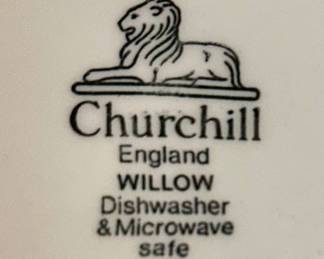 Churchill
England
WILLOW
Dishwasher
& Microwave
safe